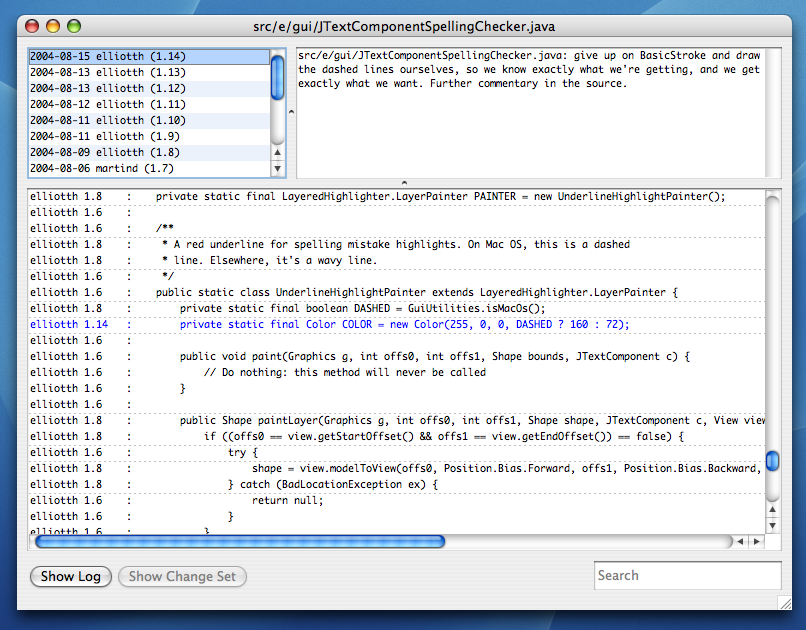 src/e/gui/JTextComponentSpellingChecker.java
2004-08-15 elliotth (1.14)
2004-08-13 elliotth (1.13)
2004-08-13 elliotth (1.12)
2004-08-12 elliotth (1.11)
2004-08-11 elliotth (1.10)
2004-08-11 elliotth (1.9)
2004-08-09 elliotth (1.8)
2004-08-06 martind (1.7)
src/e/gui/JTextComponentSpellingChecker.java: give up on BasicStroke and draw
the dashed lines ourselves, so we know exactly what we're getting, and we get
exactly what we want. Further commentary in the source.
elliotth 1.8 : private static final LayeredHighlighter.LayerPainter PAINTER = new UnderlineHighlightPainter();
elliotth 1.6 :
elliotth 1.6 : /**
elliotth 1.8 : * A red underline for spelling mistake highlights. On Mac OS, this is a dashed
elliotth 1.8 : * line. Elsewhere, it's a wavy line.
elliotth 1.6 : */
elliotth 1.6 : public static class UnderlineHighlightPainter extends LayeredHighlighter.LayerPainter {
elliotth 1.8 : private static final boolean DASHED = GuiUtilities.isMacOs();
elliotth 1.14 : private static final Color COLOR = new Color(255, 0, 0, DASHED ? 160 : 72);
elliotth 1.6 :
elliotth 1.6 : public void paint(Graphics g, int offs0, int offs1, Shape bounds, JTextComponent c) {
elliotth 1.6 : // Do nothing: this method will never be called
elliotth 1.6 : }
elliotth 1.6 :
elliotth 1.8 : public Shape paintLayer(Graphics g, int offs0, int offs1, Shape shape, JTextComponent c, View view
elliotth 1.8 : if ((offs0 == view.getStartOffset() && offs1 == view.getEndOffset()) == false) {
elliotth 1.6 : try {
elliotth 1.8 : shape = view.modelToView(offs0, Position.Bias.Forward, offs1, Position.Bias.Backward,
elliotth 1.8 : } catch (BadLocationException ex) {
elliotth 1.6 : return null;
elliotth 1.6 : }
elliotth 1.6 : }
Show Log
Show Change Set
Search